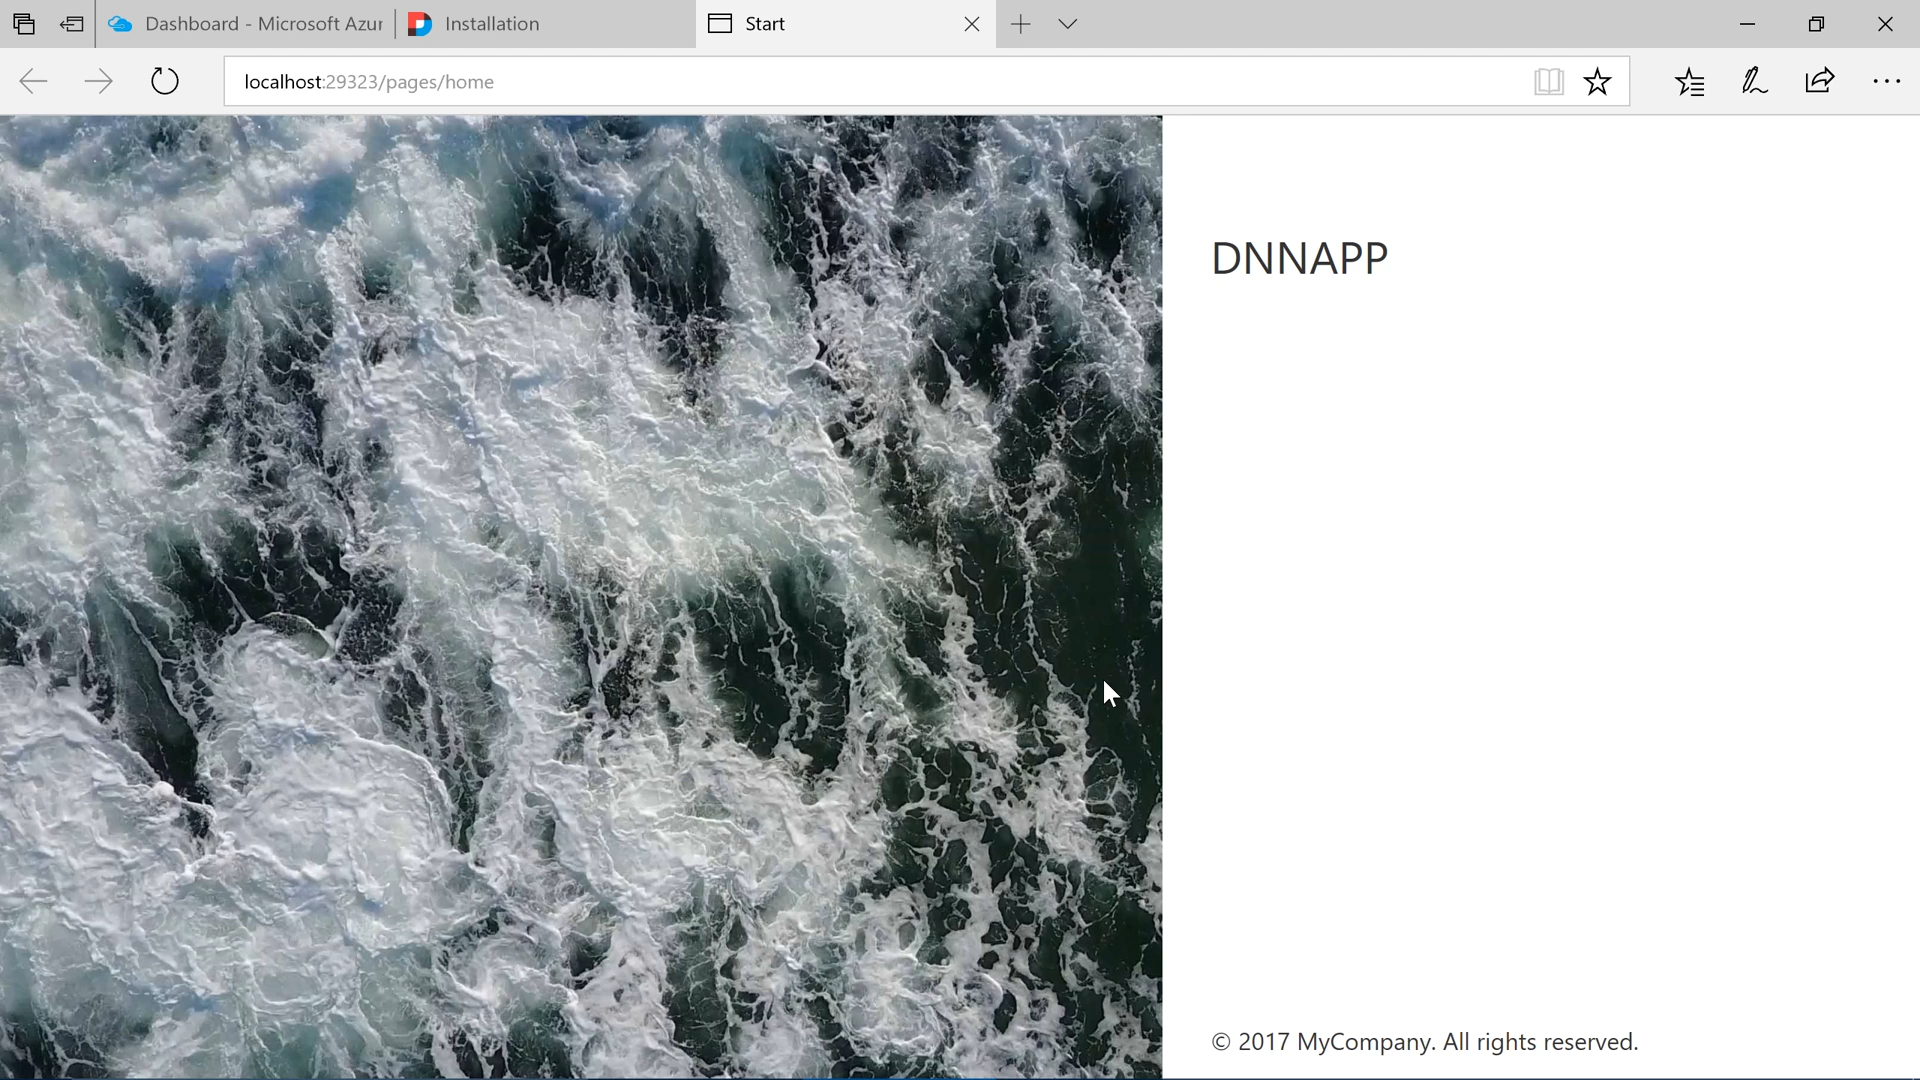 Dashboard - Microsoft Azur
Installation
Start
localhost:29323/pages/home
DNNAPP
© 2017 MyCompany. All rights reserved.